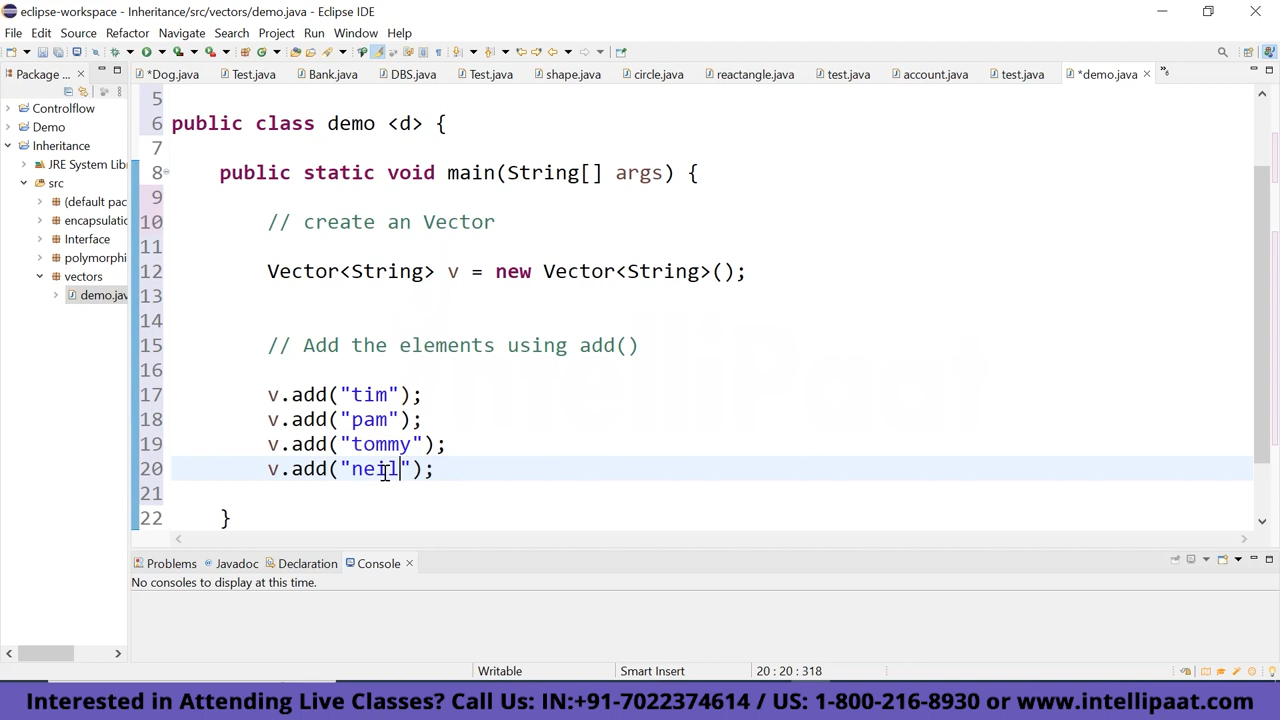 eclipse-workspace - Inheritance/src/vectors/demo.java - Eclipse IDE
File Edit Source Refactor Navigate Search Project Run Window Help
Package ...
*Dog.java Test.java Bank.java DBS.java Test.java shape.java circle.java reactangle.java test.java account.java test.java *demo.java
Controlflow
Demo
Inheritance
JRE System Lib
src
(default pac
encapsulatio
Interface
polymorphi
vectors
demo.jav
5
6 public class demo <d> {
7
8 public static void main(String[] args) {
9
10 // create an Vector
11
12 Vector<String> v = new Vector<String>();
13
14
15 // Add the elements using add()
16
17 v.add("tim");
18 v.add("pam");
19 v.add("tommy");
20 v.add("neil");
21
22 }
Problems Javadoc Declaration Console
No consoles to display at this time.
Writable Smart Insert 20 : 20 : 318
Interested in Attending Live Classes? Call Us: IN:+91-7022374614 / US: 1-800-216-8930 or www.intellipaat.com